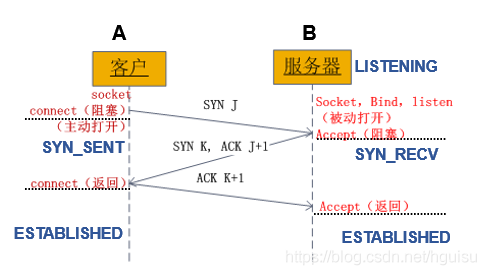 A
B
客户
服务器
LISTENING
socket
connect（阻塞）
（主动打开）
SYN J
Socket，Bind，listen
（被动打开）
Accept（阻塞）
SYN_SENT
SYN K, ACK J+1
SYN_RECV
connect（返回）
ACK K+1
Accept（返回）
ESTABLISHED
ESTABLISHED
https://blog.csdn.net/nguisu